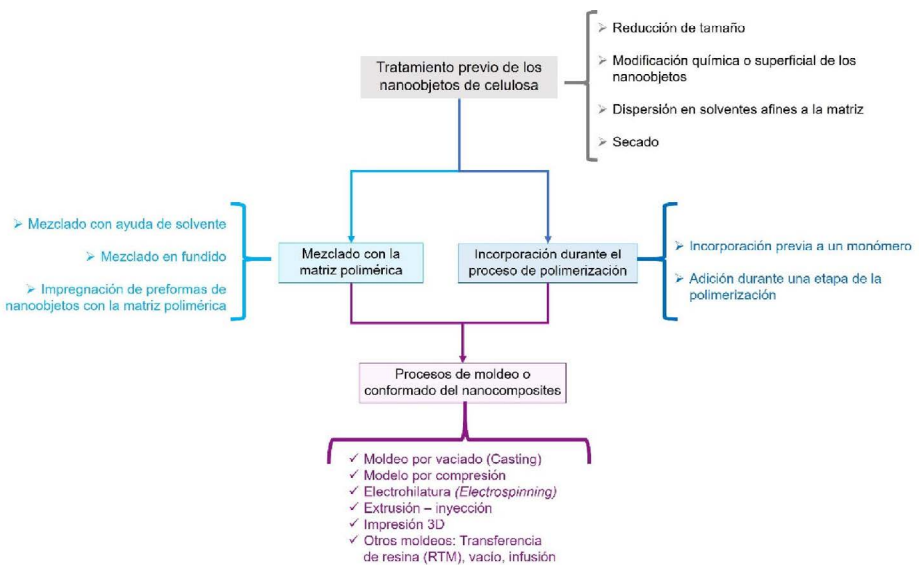 Tratamiento previo de los
nanoobjetos de celulosa
➢ Reducción de tamaño
➢ Modificación química o superficial de los
nanoobjetos
➢ Dispersión en solventes afines a la matriz
➢ Secado
➢ Mezclado con ayuda de solvente
➢ Mezclado en fundido
➢ Impregnación de preformas de
nanoobjetos con la matriz polimérica
Mezclado con la
matriz polimérica
Incorporación durante el
proceso de polimerización
➢ Incorporación previa a un monómero
➢ Adición durante una etapa de la
polimerización
Procesos de moldeo o
conformado del nanocomposites
✓ Moldeo por vaciado (Casting)
✓ Modelo por compresión
✓ Electrohilatura (Electrospinning)
✓ Extrusión – inyección
✓ Impresión 3D
✓ Otros moldeos: Transferencia
de resina (RTM), vacío, infusión